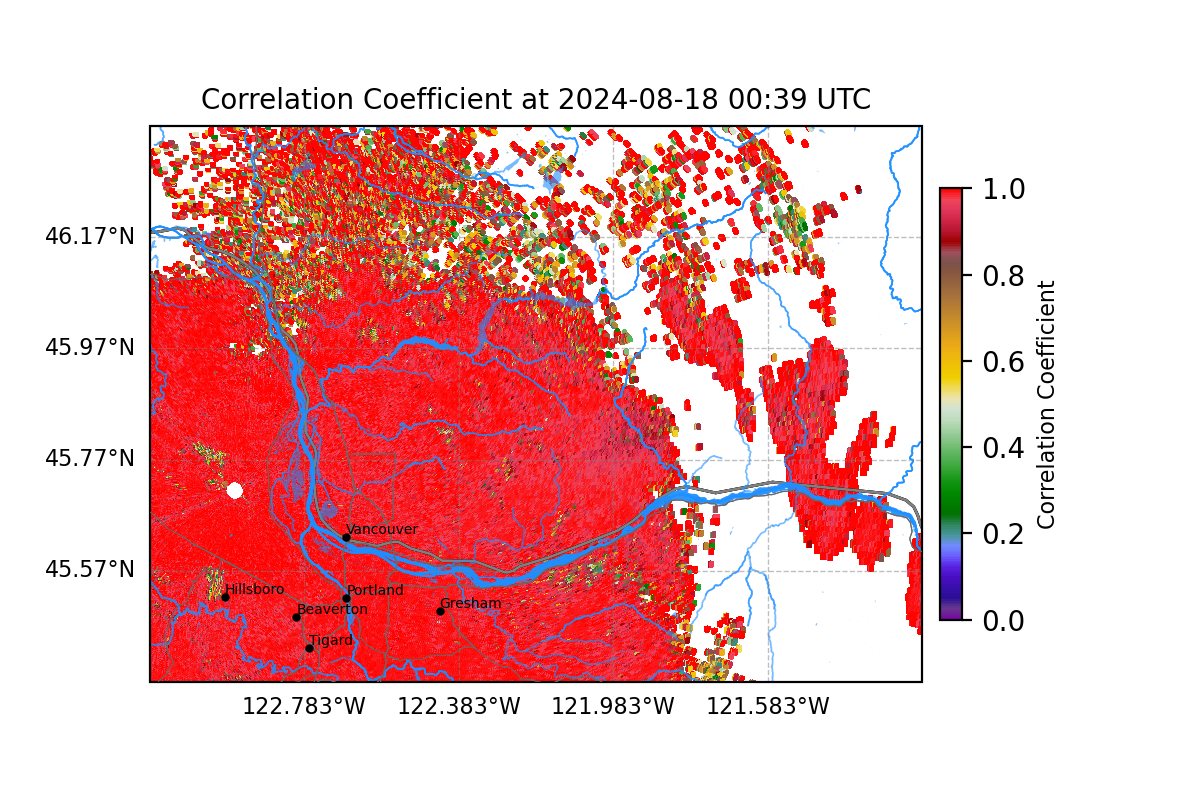 Correlation Coefficient at 2024-08-18 00:39 UTC
1.0
46.17°N
0.8
45.97°N
0.6
45.77°N
0.4
Correlation Coefficient
Vancouver
0.2
45.57°N
Hillsboro
Portland
Beaverton
Gresham
0.0
Tigard
122.783°W
122.383°W
121.983°W
121.583°W